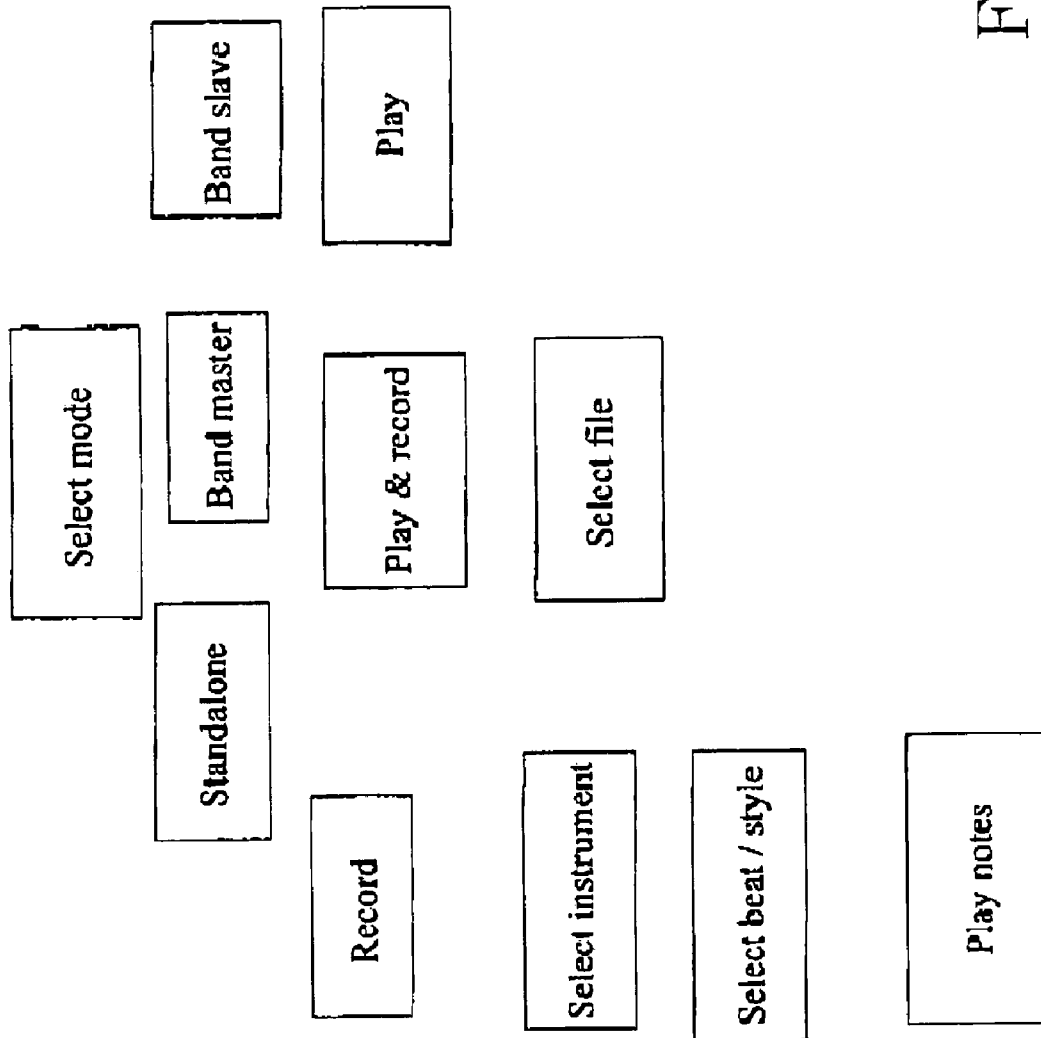 Select mode
Standalone
Band master
Band slave
Record
Play & record
Play
Select instrument
Select file
Select beat / style
Play notes
F